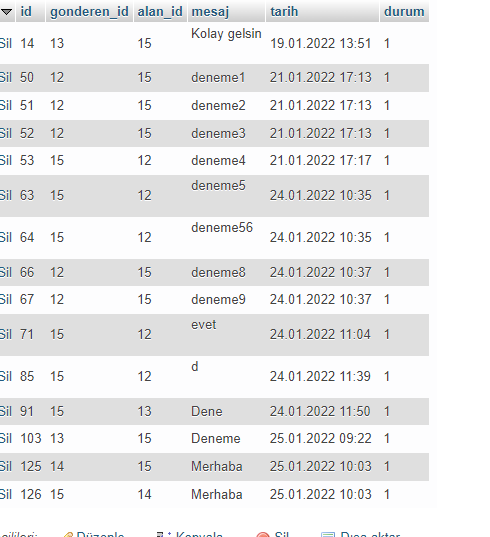 id gonderen_id alan_id mesaj tarih durum
Sil 14 13 15 Kolay gelsin 19.01.2022 13:51 1
Sil 50 12 15 deneme1 21.01.2022 17:13 1
Sil 51 12 15 deneme2 21.01.2022 17:13 1
Sil 52 12 15 deneme3 21.01.2022 17:13 1
Sil 53 15 12 deneme4 21.01.2022 17:17 1
Sil 63 15 12 deneme5 24.01.2022 10:35 1
Sil 64 15 12 deneme56 24.01.2022 10:35 1
Sil 66 12 15 deneme8 24.01.2022 10:37 1
Sil 67 12 15 deneme9 24.01.2022 10:37 1
Sil 71 15 12 evet 24.01.2022 11:04 1
Sil 85 15 12 d 24.01.2022 11:39 1
Sil 91 15 13 Dene 24.01.2022 11:50 1
Sil 103 13 15 Deneme 25.01.2022 09:22 1
Sil 125 14 15 Merhaba 25.01.2022 10:03 1
Sil 126 15 14 Merhaba 25.01.2022 10:03 1
Düzenle Kopyala Sil Dışa aktar